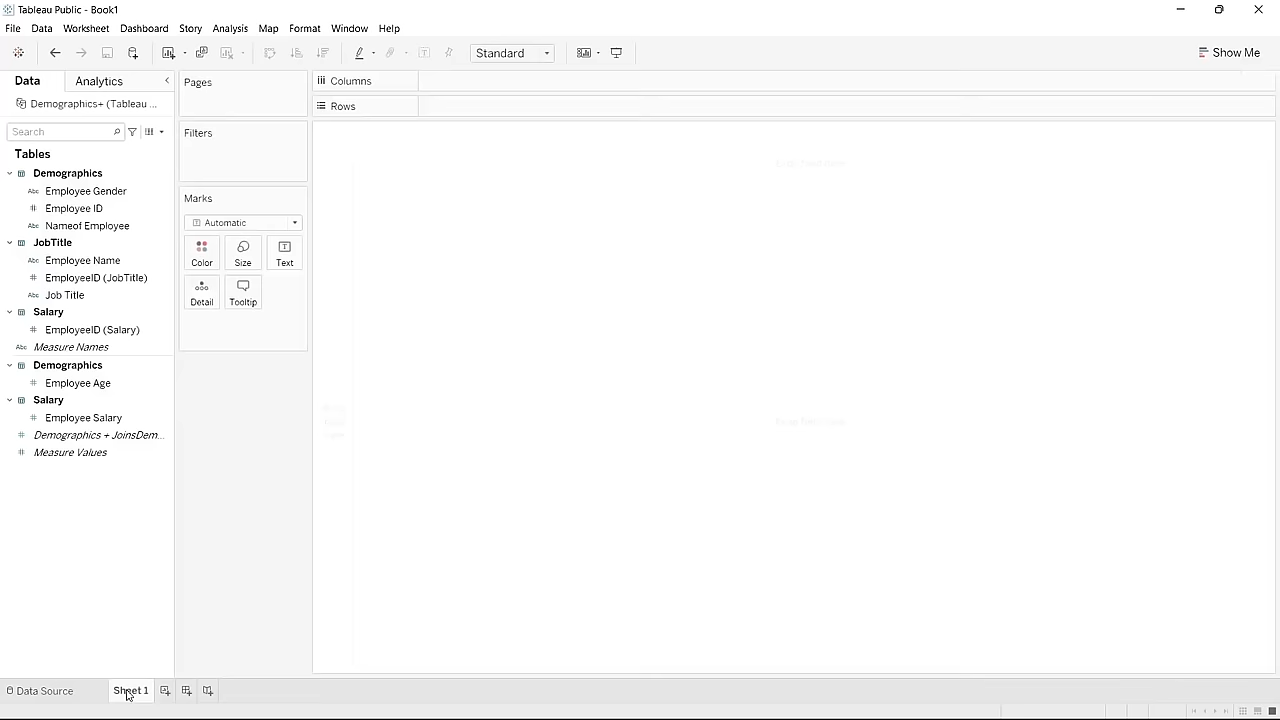 Tableau Public - Book1
File Data Worksheet Dashboard Story Analysis Map Format Window Help
Standard
Show Me
Data Analytics
Pages
Columns
Rows
Demographics+ (Tableau ...
Search
Filters
Tables
Demographics
Employee Gender
Employee ID
Nameof Employee
JobTitle
Employee Name
EmployeeID (JobTitle)
Job Title
Salary
EmployeeID (Salary)
Measure Names
Demographics
Employee Age
Salary
Employee Salary
Demographics + JoinsDem...
Measure Values
Marks
Automatic
Color Size Text
Detail Tooltip
Data Source Sheet 1